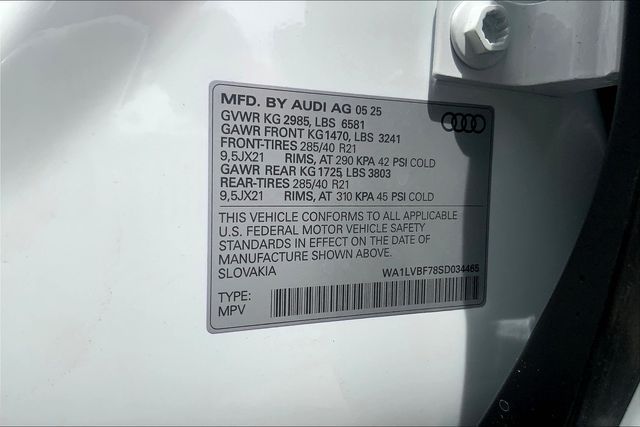 MFD. BY AUDI AG 05 25
GVWR KG 2985, LBS 6581
GAWR FRONT KG1470, LBS 3241
FRONT-TIRES 285/40 R21
9,5JX21 RIMS, AT 290 KPA 42 PSI COLD
GAWR REAR KG 1725 LBS 3803
REAR-TIRES 285/40 R21
9,5JX21 RIMS, AT 310 KPA 45 PSI COLD
THIS VEHICLE CONFORMS TO ALL APPLICABLE
U.S. FEDERAL MOTOR VEHICLE SAFETY
STANDARDS IN EFFECT ON THE DATE OF
MANUFACTURE SHOWN ABOVE.
SLOVAKIA WA1LVBF78SD034465
TYPE:
MPV